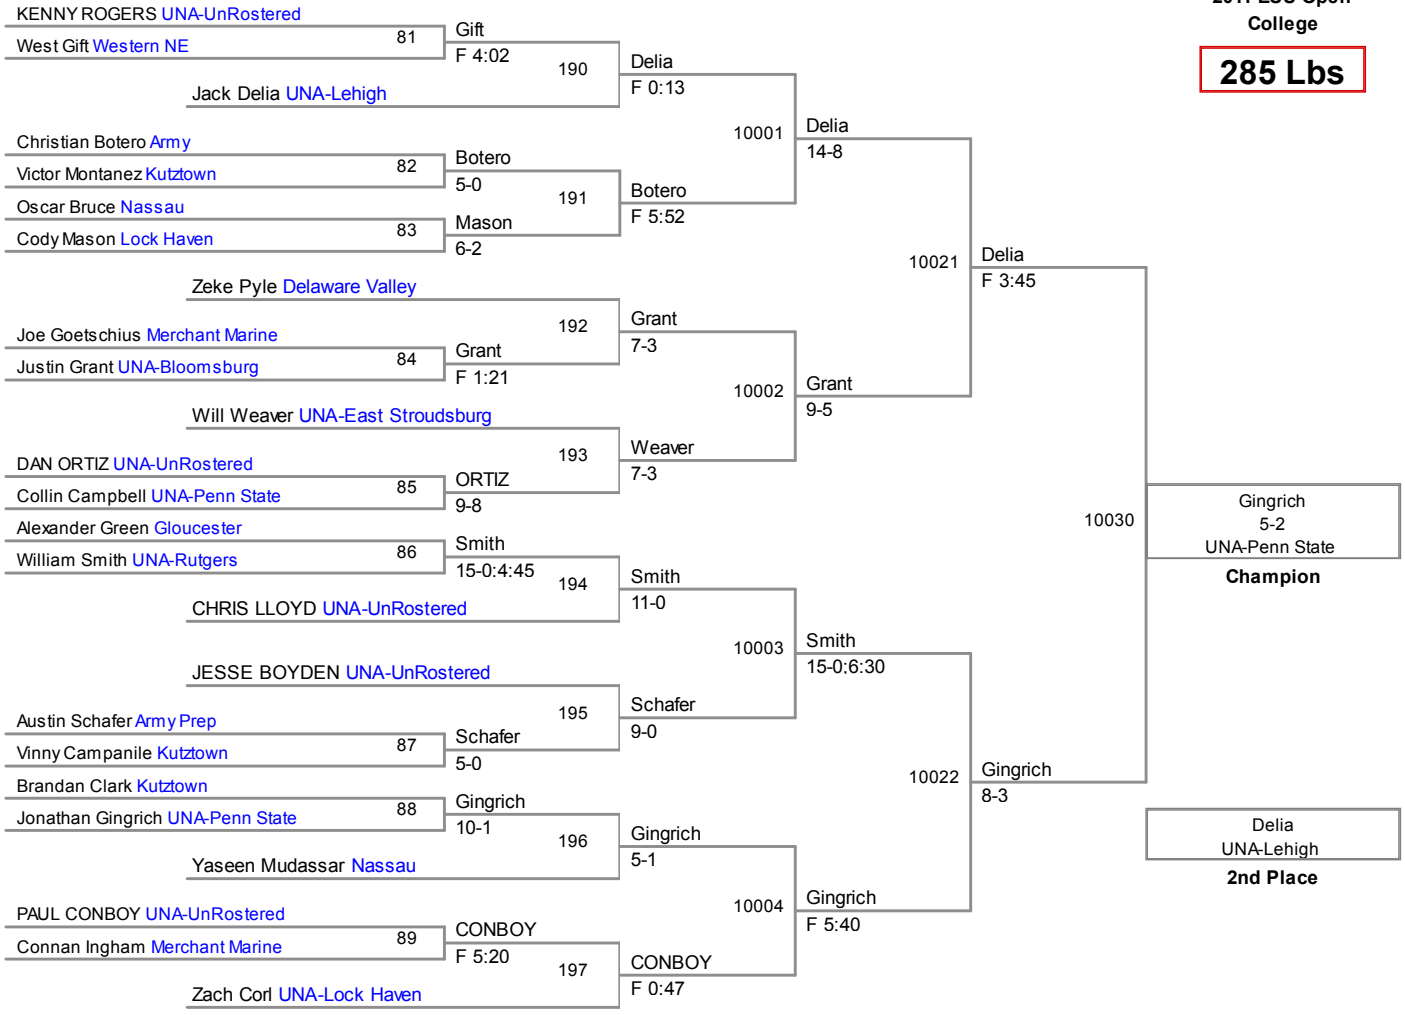 KENNY ROGERS UNA-UnRostered
81
West Gift Western NE
Gift
F 4:02
190
Jack Delia UNA-Lehigh
Delia
F 0:13
Christian Botero Army
82
Victor Montanez Kutztown
Botero
5-0
191
Oscar Bruce Nassau
83
Cody Mason Lock Haven
Mason
6-2
Botero
F 5:52
10001
Delia
14-8
Zeke Pyle Delaware Valley
192
Joe Goetschius Merchant Marine
84
Justin Grant UNA-Bloomsburg
Grant
F 1:21
Grant
7-3
10002
Will Weaver UNA-East Stroudsburg
193
DAN ORTIZ UNA-UnRostered
85
Collin Campbell UNA-Penn State
ORTIZ
9-8
Weaver
7-3
Grant
9-5
10021
Delia
F 3:45
Alexander Green Gloucester
86
William Smith UNA-Rutgers
Smith
15-0:4:45
194
CHRIS LLOYD UNA-UnRostered
Smith
11-0
10003
JESSE BOYDEN UNA-UnRostered
195
Austin Schafer Army Prep
87
Vinny Campanile Kutztown
Schafer
5-0
Schafer
9-0
Smith
15-0:6:30
Brandan Clark Kutztown
88
Jonathan Gingrich UNA-Penn State
Gingrich
10-1
196
Yaseen Mudassar Nassau
Gingrich
5-1
10004
PAUL CONBOY UNA-UnRostered
89
Connan Ingham Merchant Marine
CONBOY
F 5:20
197
Zach Corl UNA-Lock Haven
CONBOY
F 0:47
Gingrich
F 5:40
10022
Gingrich
8-3
10030
College
285 Lbs
Gingrich
5-2
UNA-Penn State
Champion
Delia
UNA-Lehigh
2nd Place